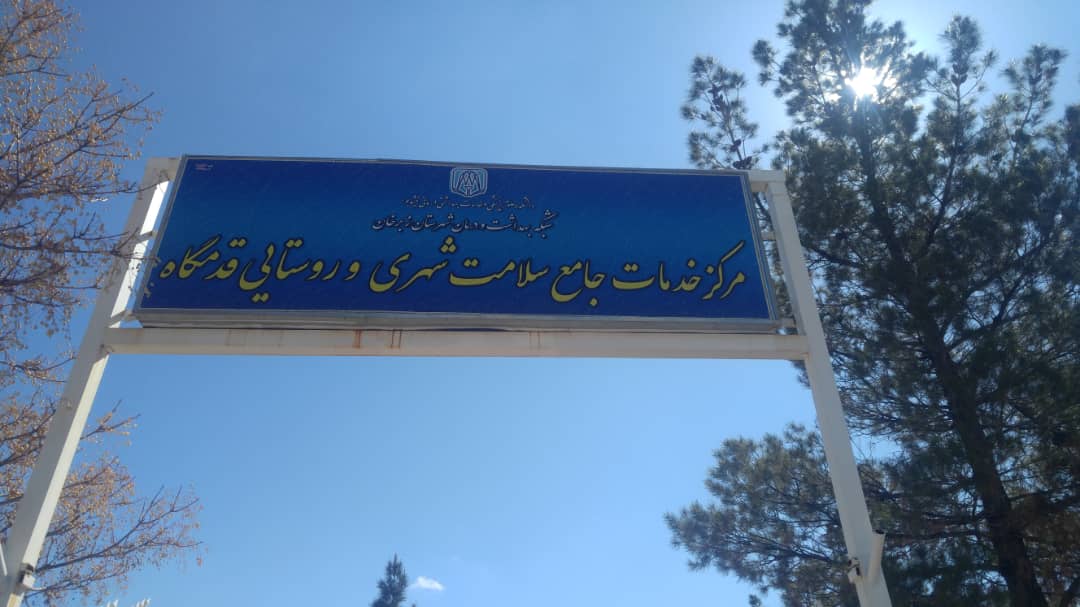 شبکه بهداشت و درمان شهرستان زبرخان
مرکز خدمات جامع سلامت شهری و روستایی قدمگاه